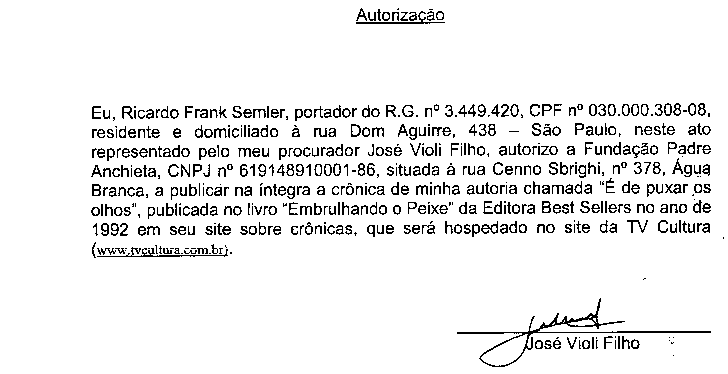 Autorização
Eu, Ricardo Frank Semler, portador do R.G. nº 3.449.420, CPF nº 030.000.308-08,
residente e domiciliado à rua Dom Aguirre, 438 – São Paulo, neste ato
representado pelo meu procurador José Violi Filho, autorizo a Fundação Padre
Anchieta, CNPJ nº 619148910001-86, situada á rua Cenno Sbrighi, nº 378, Água
Branca, a publicar na íntegra a crônica de minha autoria chamada “É de puxar os
olhos”, publicada no livro “Embrulhando o Peixe” da Editora Best Sellers no ano de
1992 em seu site sobre crônicas, que será hospedado no site da TV Cultura
(www.tvcultura.com.br).
José Violi Filho